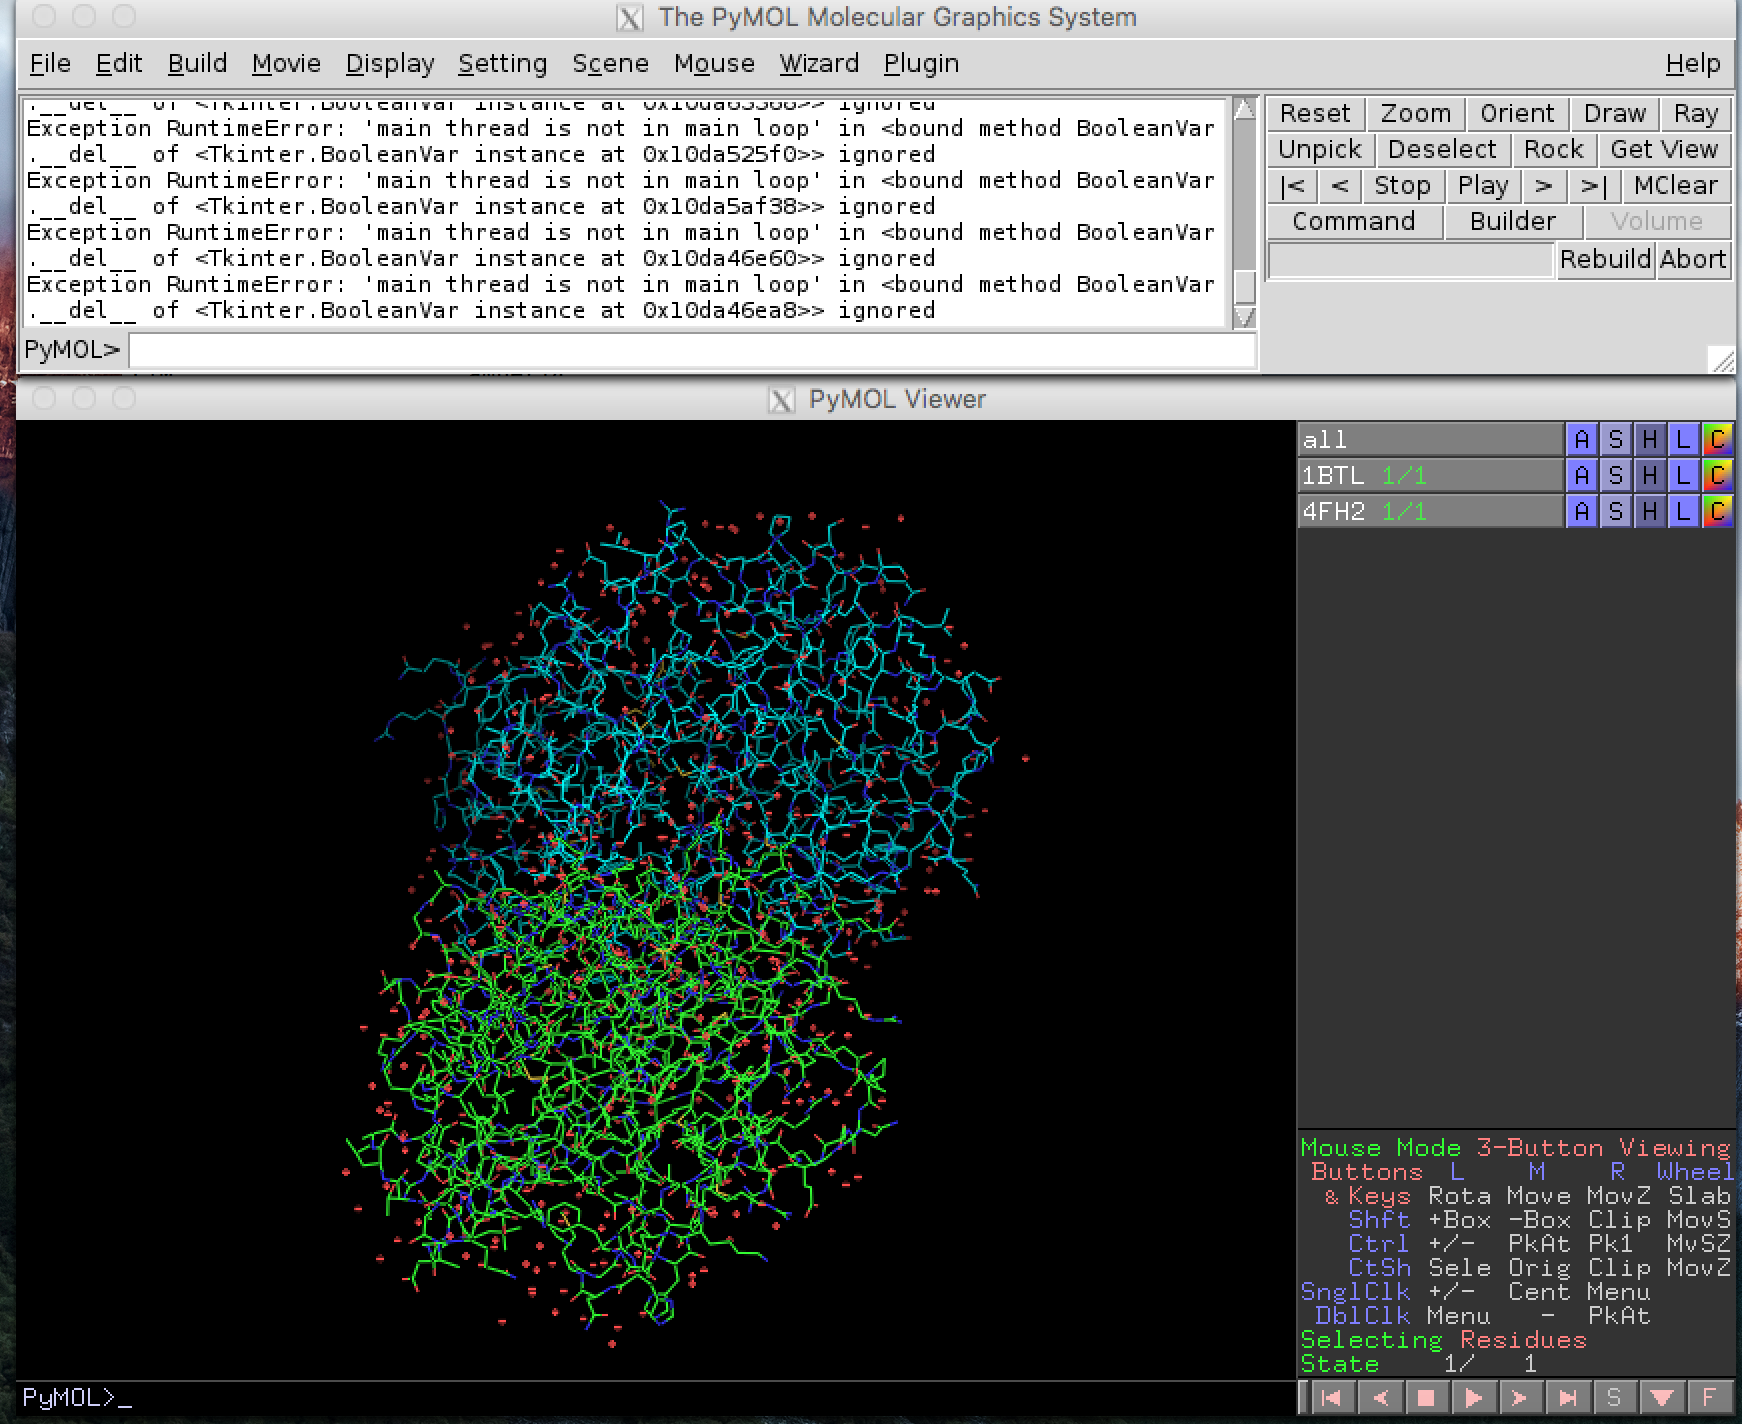 The PyMOL Molecular Graphics System
File Edit Build Movie Display Setting Scene Mouse Wizard Plugin Help
.__del__ of <Tkinter.BooleanVar instance at 0x10da63368>> ignored
Exception RuntimeError: 'main thread is not in main loop' in <bound method BooleanVar
.__del__ of <Tkinter.BooleanVar instance at 0x10da525f0>> ignored
Exception RuntimeError: 'main thread is not in main loop' in <bound method BooleanVar
.__del__ of <Tkinter.BooleanVar instance at 0x10da5af38>> ignored
Exception RuntimeError: 'main thread is not in main loop' in <bound method BooleanVar
.__del__ of <Tkinter.BooleanVar instance at 0x10da46e60>> ignored
Exception RuntimeError: 'main thread is not in main loop' in <bound method BooleanVar
.__del__ of <Tkinter.BooleanVar instance at 0x10da46ea8>> ignored
PyMOL>
Reset Zoom Orient Draw Ray
Unpick Deselect Rock Get View
|< < Stop Play > >| MClear
Command Builder Volume
Rebuild Abort
PyMOL Viewer
all A S H L C
1BTL 1/1 A S H L C
4FH2 1/1 A S H L C
Mouse Mode 3-Button Viewing
Buttons L M R Wheel
& Keys Rota Move MovZ Slab
Shft +Box -Box Clip MovS
Ctrl +/- PkAt Pk1 MvSZ
CtSh Sele Orig Clip MovZ
SnglClk +/- Cent Menu
DblClk Menu - PkAt
Selecting Residues
State 1/ 1
PyMOL>_
S F